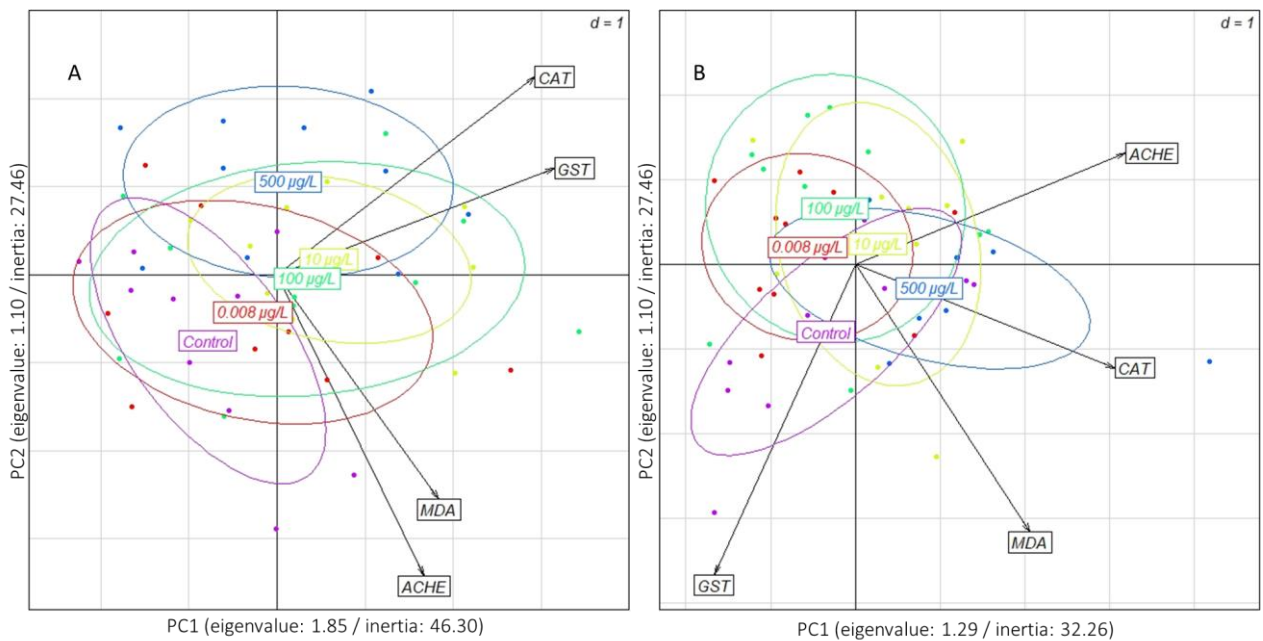 d = 1
A
CAT
GST
500 µg/L
10 µg/L
100 µg/L
0.008 µg/L
Control
MDA
ACHE
PC2 (eigenvalue: 1.10 / inertia: 27.46)
PC1 (eigenvalue: 1.85 / inertia: 46.30)
d = 1
B
ACHE
100 µg/L
0.008 µg/L
10 µg/L
500 µg/L
Control
CAT
MDA
GST
PC2 (eigenvalue: 1.10 / inertia: 27.46)
PC1 (eigenvalue: 1.29 / inertia: 32.26)